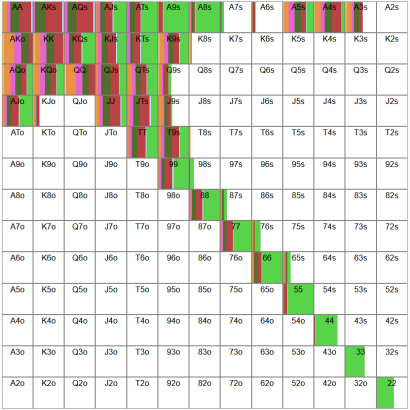 AA AKs AQs AJs ATs A9s A8s A7s A6s A5s A4s A3s A2s
AKo KK KQs KJs KTs K9s K8s K7s K6s K5s K4s K3s K2s
AQo KQo QQ QJs QTs Q9s Q8s Q7s Q6s Q5s Q4s Q3s Q2s
AJo KJo QJo JJ JTs J9s J8s J7s J6s J5s J4s J3s J2s
ATo KTo QTo JTo TT T9s T8s T7s T6s T5s T4s T3s T2s
A9o K9o Q9o J9o T9o 99 98s 97s 96s 95s 94s 93s 92s
A8o K8o Q8o J8o T8o 98o 88 87s 86s 85s 84s 83s 82s
A7o K7o Q7o J7o T7o 97o 87o 77 76s 75s 74s 73s 72s
A6o K6o Q6o J6o T6o 96o 86o 76o 66 65s 64s 63s 62s
A5o K5o Q5o J5o T5o 95o 85o 75o 65o 55 54s 53s 52s
A4o K4o Q4o J4o T4o 94o 84o 74o 64o 54o 44 43s 42s
A3o K3o Q3o J3o T3o 93o 83o 73o 63o 53o 43o 33 32s
A2o K2o Q2o J2o T2o 92o 82o 72o 62o 52o 42o 32o 22